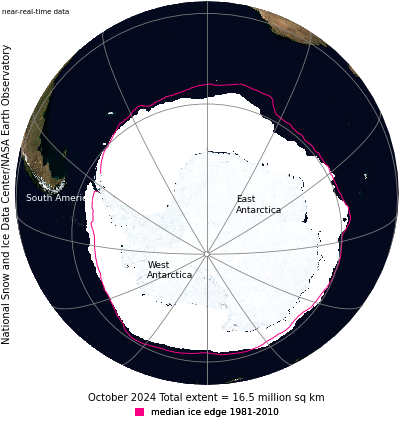 near-real-time data
National Snow and Ice Data Center/NASA Earth Observatory
South Americ
East
Antarctica
West
Antarctica
October 2024 Total extent = 16.5 million sq km
median ice edge 1981-2010